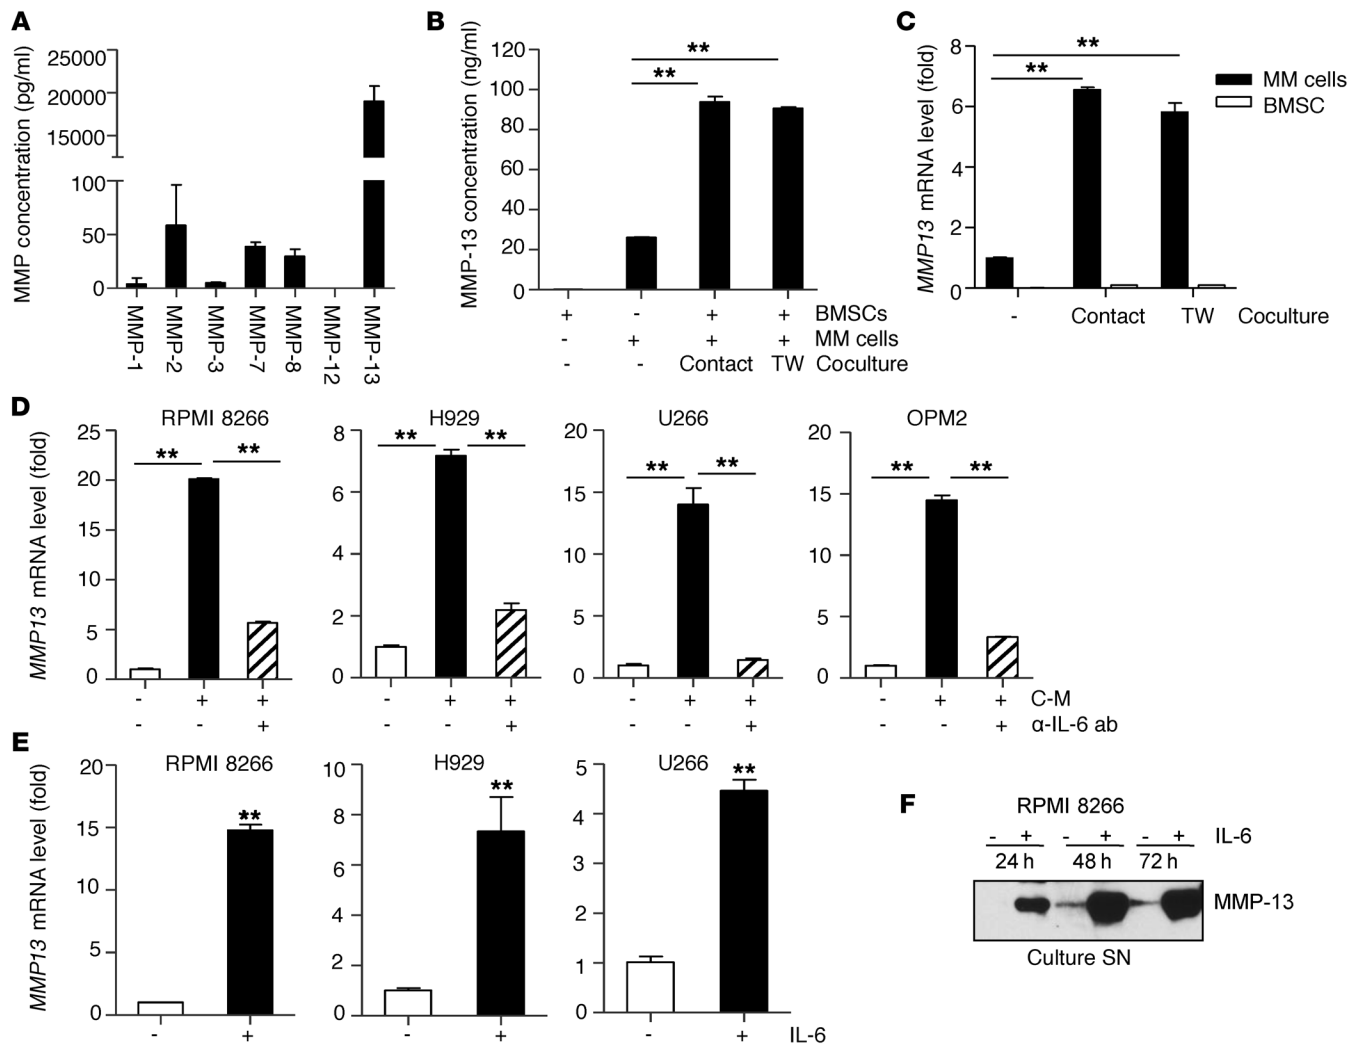 A
MMP concentration (pg/ml)
25000
20000
15000
100
50
0
MMP-1
MMP-2
MMP-3
MMP-7
MMP-8
MMP-12
MMP-13
B
MMP-13 concentration (ng/ml)
120
100
80
60
40
20
0
**
**
+ - + + BMSCs
- + + + MM cells
- - Contact TW Coculture
C
MMP13 mRNA level (fold)
8
6
4
2
0
**
**
MM cells
BMSC
- Contact TW Coculture
D
MMP13 mRNA level (fold)
RPMI 8266
25
20
15
10
5
0
** **
- + +
- - +
H929
8
6
4
2
0
** **
- + +
- - +
U266
20
15
10
5
0
** **
- + +
- - +
OPM2
20
15
10
5
0
** **
- + + C-M
- - + α-IL-6 ab
E
MMP13 mRNA level (fold)
RPMI 8266
20
15
10
5
0
**
- +
H929
10
8
6
4
2
0
**
- +
U266
5
4
3
2
1
0
**
- + IL-6
F
RPMI 8266
- + - + - + IL-6
24 h 48 h 72 h
MMP-13
Culture SN